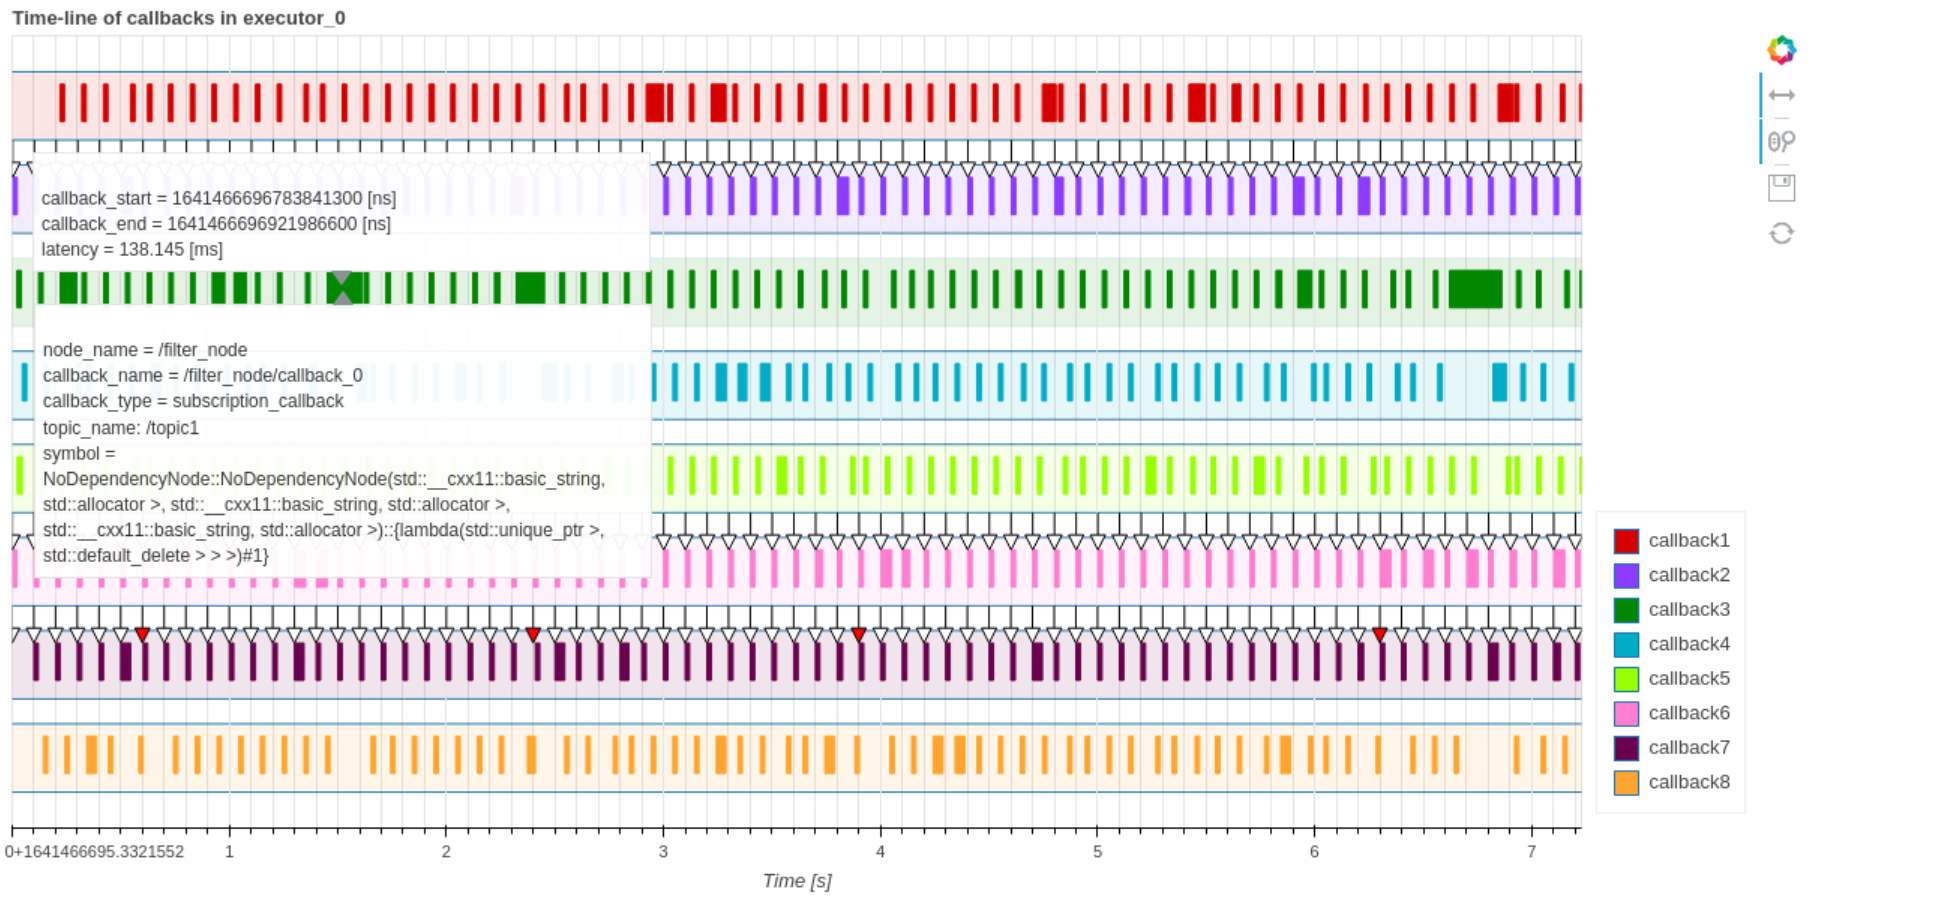 Time-line of callbacks in executor_0
callback_start = 1641466696783841300 [ns]
callback_end = 1641466696921986600 [ns]
latency = 138.145 [ms]
node_name = /filter_node
callback_name = /filter_node/callback_0
callback_type = subscription_callback
topic_name: /topic1
symbol =
NoDependencyNode::NoDependencyNode(std::__cxx11::basic_string,
std::allocator >, std::__cxx11::basic_string, std::allocator >,
std::__cxx11::basic_string, std::allocator >)::{lambda(std::unique_ptr >,
std::default_delete > > >)#1}
callback1
callback2
callback3
callback4
callback5
callback6
callback7
callback8
0+1641466695.3321552 1 2 3 4 5 6 7
Time [s]